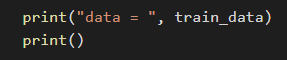 print("data = ", train_data)
print()